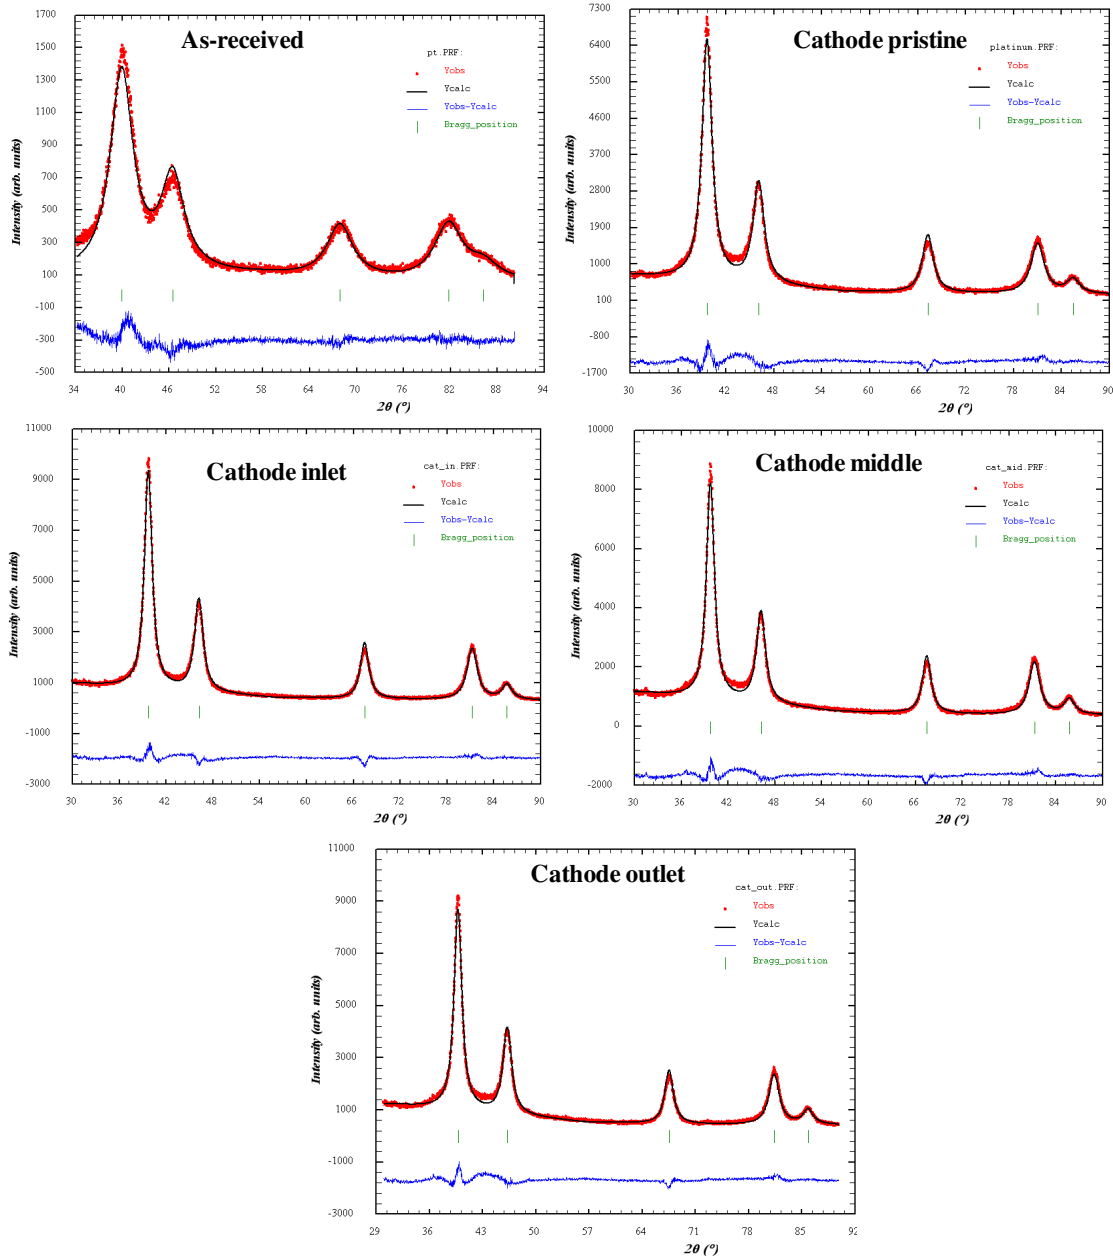 As-received
pt.PRF:
Yobs
Ycalc
Yobs-Ycalc
Bragg_position
Intensity (arb. units)
1700
1500
1300
1100
900
700
500
300
100
-100
-300
-500
34 40 46 52 58 64 70 76 82 88 94
2θ (°)
Cathode pristine
platinum.PRF:
Yobs
Ycalc
Yobs-Ycalc
Bragg_position
Intensity (arb. units)
7300
6400
5500
4600
3700
2800
1900
1000
100
-800
-1700
30 36 42 48 54 60 66 72 78 84 90
2θ (°)
Cathode inlet
cat_in.PRF:
Yobs
Ycalc
Yobs-Ycalc
Bragg_position
Intensity (arb. units)
11000
9000
7000
5000
3000
1000
-1000
-3000
30 36 42 48 54 60 66 72 78 84 90
2θ (°)
Cathode middle
cat_mid.PRF:
Yobs
Ycalc
Yobs-Ycalc
Bragg_position
Intensity (arb. units)
10000
8000
6000
4000
2000
0
-2000
30 36 42 48 54 60 66 72 78 84 90
2θ (°)
Cathode outlet
cat_out.PRF:
Yobs
Ycalc
Yobs-Ycalc
Bragg_position
Intensity (arb. units)
11000
9000
7000
5000
3000
1000
-1000
-3000
29 36 43 50 57 64 71 78 85 92
2θ (°)